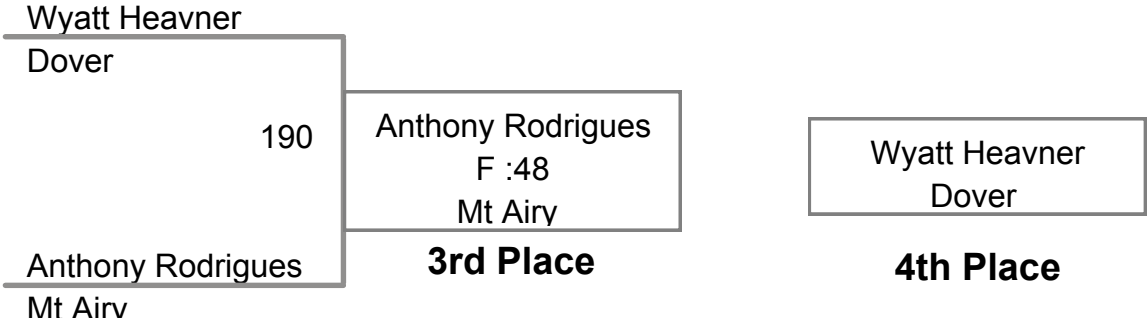 Wyatt Heavner
Dover
190
Anthony Rodrigues
F :48
Mt Airy
3rd Place
Wyatt Heavner
Dover
4th Place
Anthony Rodrigues
Mt Airy